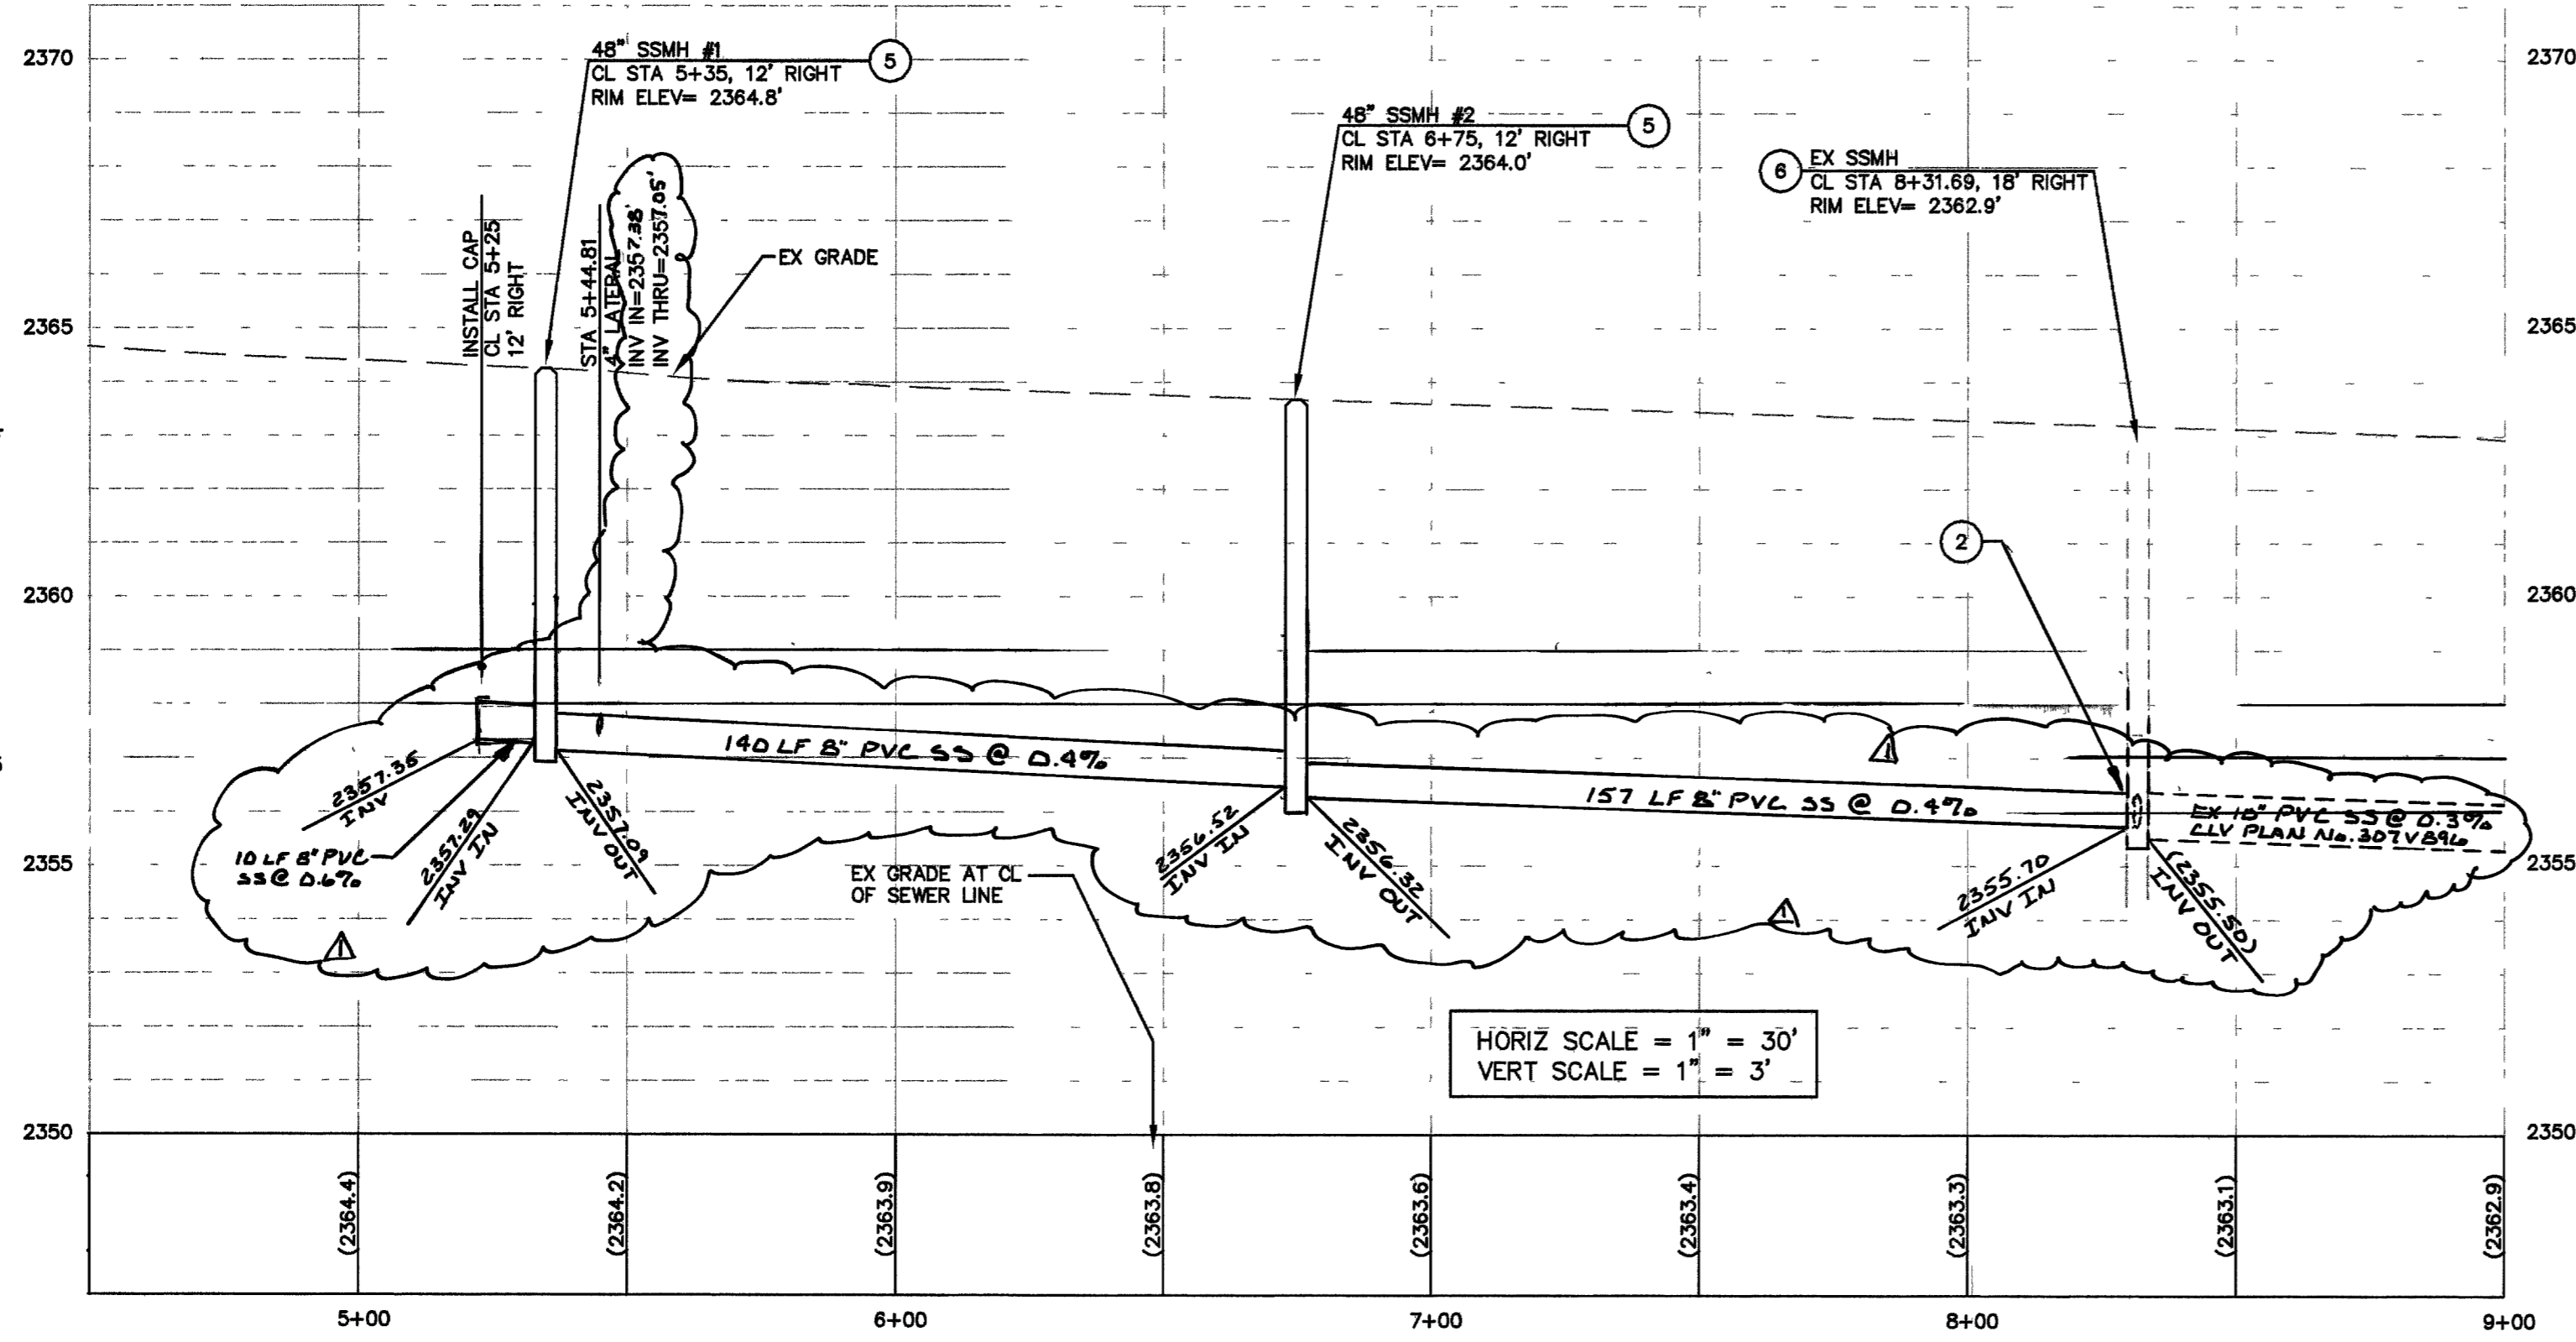 2370
2370
48" SSMH #1
CL STA 5+35, 12' RIGHT
RIM ELEV= 2364.8'
5
48" SSMH #2
CL STA 6+75, 12' RIGHT
RIM ELEV= 2364.0'
5
6
EX SSMH
CL STA 8+31.69, 18' RIGHT
RIM ELEV= 2362.9'
INSTALL CAP
CL STA 5+25
12' RIGHT
STA 5+44.81
4" LATERAL
INV IN=2357.38'
INV THRU=2357.05'
EX GRADE
2365
2365
2
2360
2360
140 LF 8" PVC SS @ 0.4%
157 LF 8" PVC SS @ 0.4%
EX 10" PVC SS @ 0.3%
CLV PLAN No. 307V896
1
2357.35
INV
10 LF 8" PVC
SS @ 0.6%
2357.29
INV IN
2357.09
INV OUT
2356.52
INV IN
2356.32
INV OUT
2355.70
INV IN
(2355.50)
INV OUT
2355
2355
EX GRADE AT CL
OF SEWER LINE
1
1
HORIZ SCALE = 1" = 30'
VERT SCALE = 1" = 3'
2350
2350
(2364.4)
(2364.2)
(2363.9)
(2363.8)
(2363.6)
(2363.4)
(2363.3)
(2363.1)
(2362.9)
5+00
6+00
7+00
8+00
9+00